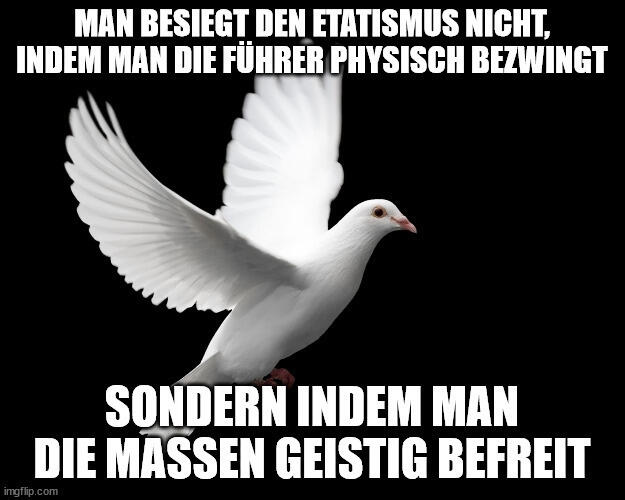 MAN BESIEGT DEN ETATISMUS NICHT,
INDEM MAN DIE FÜHRER PHYSISCH BEZWINGT
SONDERN INDEM MAN
DIE MASSEN GEISTIG BEFREIT
imgflip.com